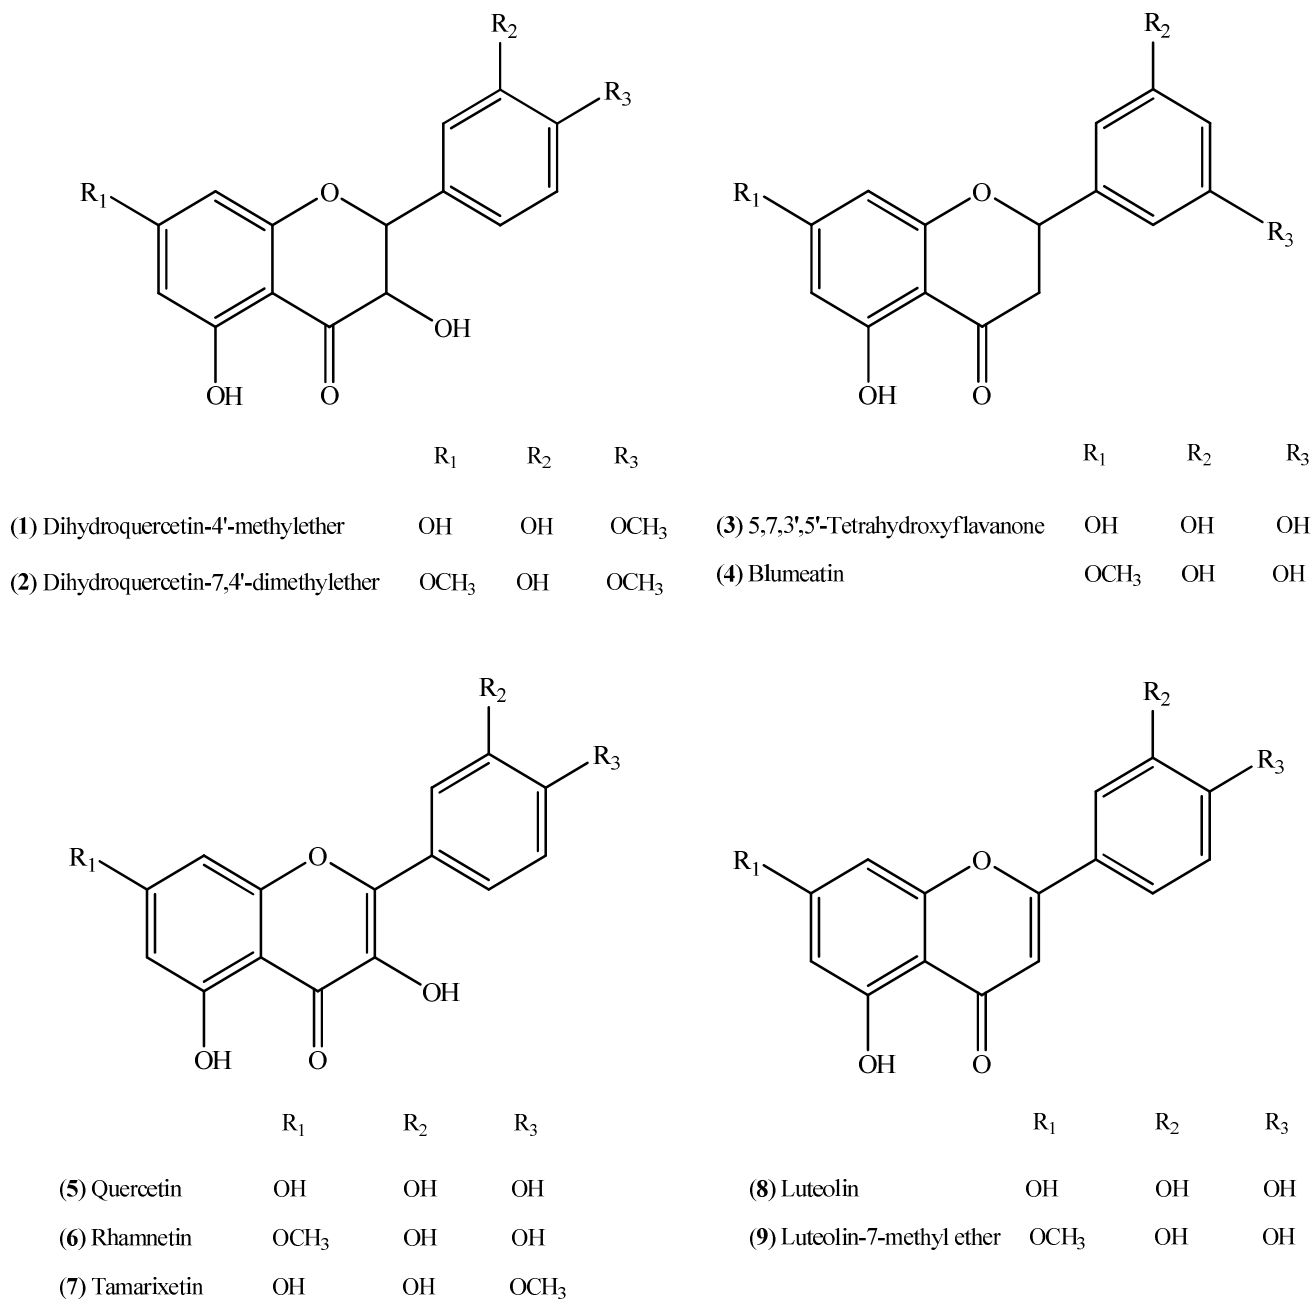 R2
R3
R1
O
OH
OH
O
R1 R2 R3
(1) Dihydroquercetin-4'-methylether OH OH OCH3
(2) Dihydroquercetin-7,4'-dimethylether OCH3 OH OCH3
R2
R1
O
R3
OH
O
R1 R2 R3
(3) 5,7,3',5'-Tetrahydroxyflavanone OH OH OH
(4) Blumeatin OCH3 OH OH
R2
R3
R1
O
OH
OH
O
R1 R2 R3
(5) Quercetin OH OH OH
(6) Rhamnetin OCH3 OH OH
(7) Tamarixetin OH OH OCH3
R2
R3
R1
O
OH
O
R1 R2 R3
(8) Luteolin OH OH OH
(9) Luteolin-7-methyl ether OCH3 OH OH